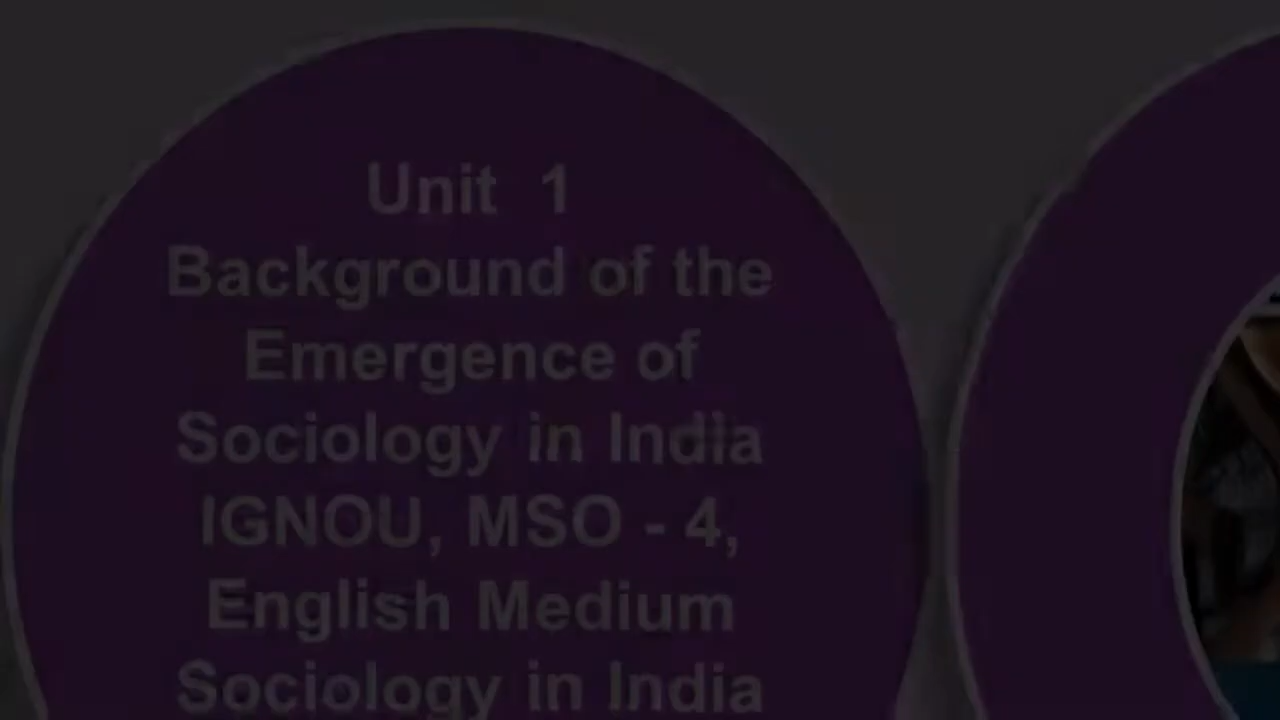 Unit 1
Background of the
Emergence of
Sociology in India
IGNOU, MSO - 4,
English Medium
Sociology in India